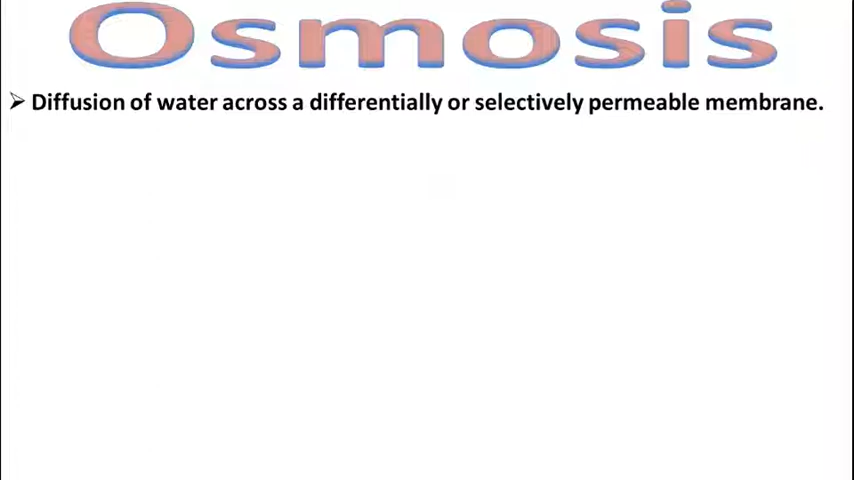 Osmosis
➢ Diffusion of water across a differentially or selectively permeable membrane.